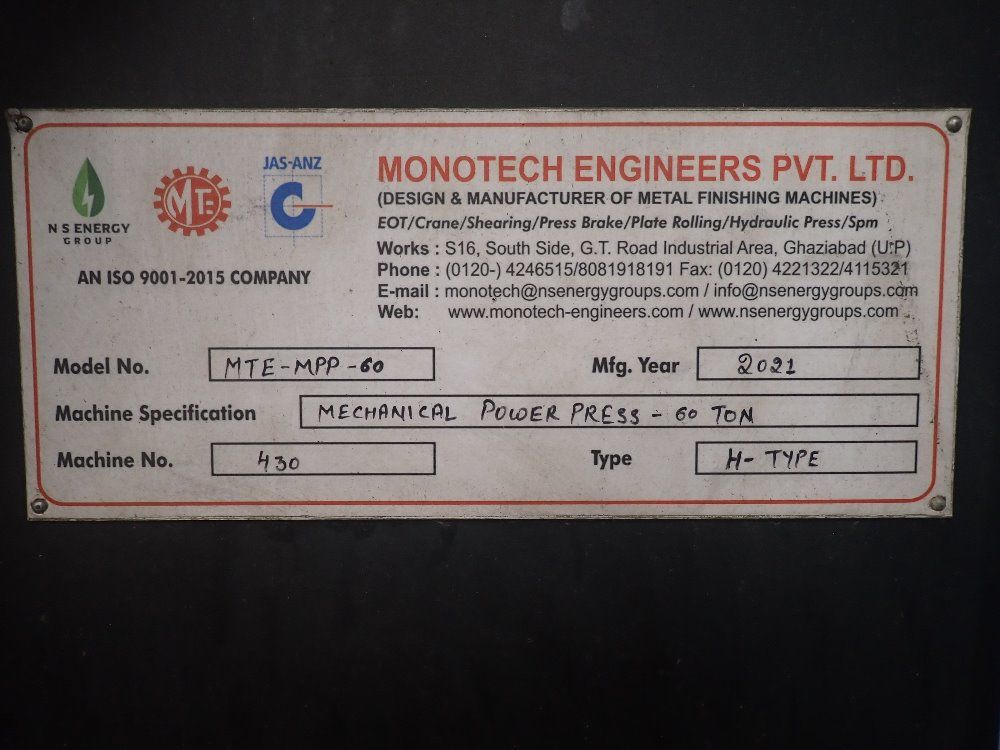 N S ENERGY
GROUP
MTE
JAS-ANZ
C
AN ISO 9001-2015 COMPANY
MONOTECH ENGINEERS PVT. LTD.
(DESIGN & MANUFACTURER OF METAL FINISHING MACHINES)
EOT/Crane/Shearing/Press Brake/Plate Rolling/Hydraulic Press/Spm
Works : S16, South Side, G.T. Road Industrial Area, Ghaziabad (U.P)
Phone : (0120-) 4246515/8081918191 Fax: (0120) 4221322/4115321
E-mail : monotech@nsenergygroups.com / info@nsenergygroups.com
Web: www.monotech-engineers.com / www.nsenergygroups.com
Model No. MTE-MPP-60 Mfg. Year 2021
Machine Specification MECHANICAL POWER PRESS - 60 TON
Machine No. 430 Type H- TYPE